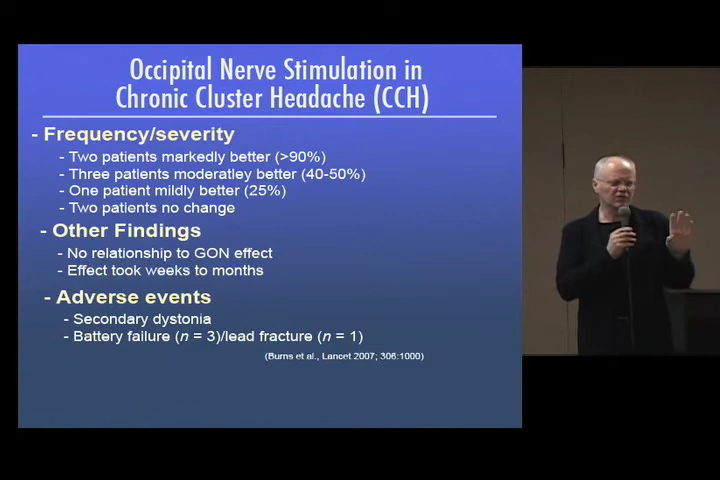 Occipital Nerve Stimulation in
Chronic Cluster Headache (CCH)
- Frequency/severity
- Two patients markedly better (>90%)
- Three patients moderatley better (40-50%)
- One patient mildly better (25%)
- Two patients no change
- Other Findings
- No relationship to GON effect
- Effect took weeks to months
- Adverse events
- Secondary dystonia
- Battery failure (n = 3)/lead fracture (n = 1)
(Burns et al., Lancet 2007; 306:1000)